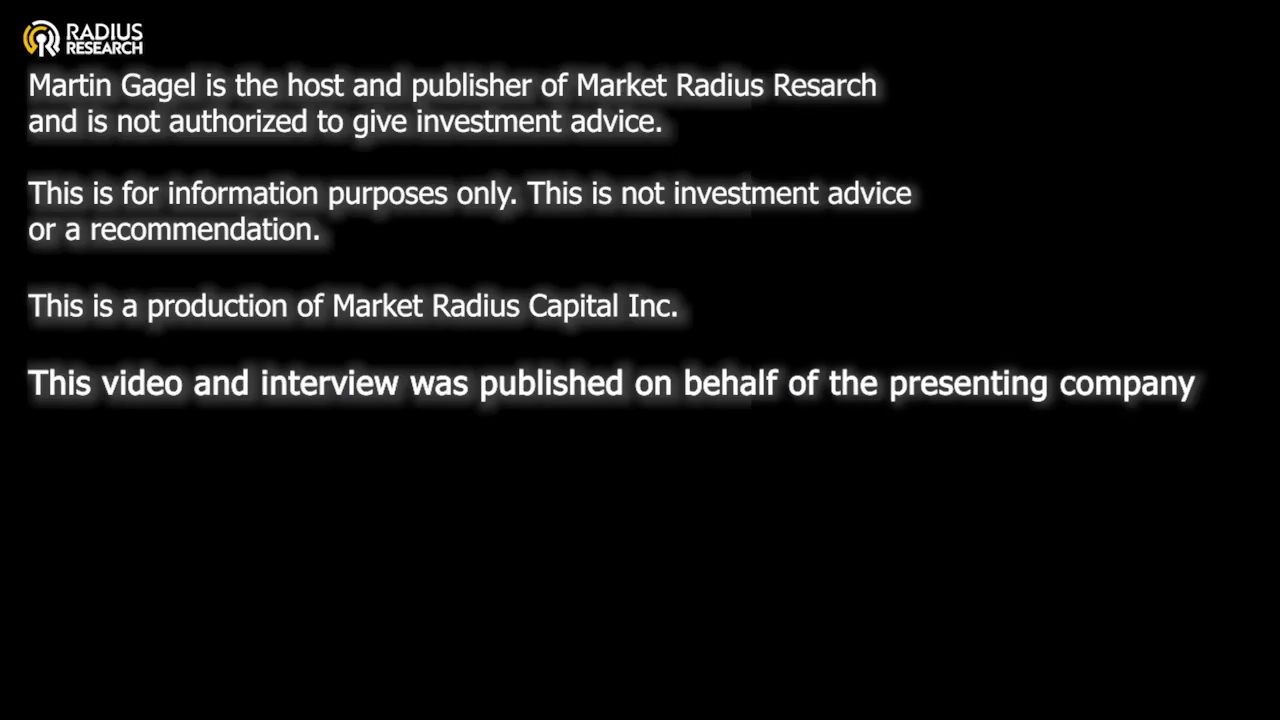 RADIUS
RESEARCH
Martin Gagel is the host and publisher of Market Radius Resarch
and is not authorized to give investment advice.
This is for information purposes only. This is not investment advice
or a recommendation.
This is a production of Market Radius Capital Inc.
This video and interview was published on behalf of the presenting company